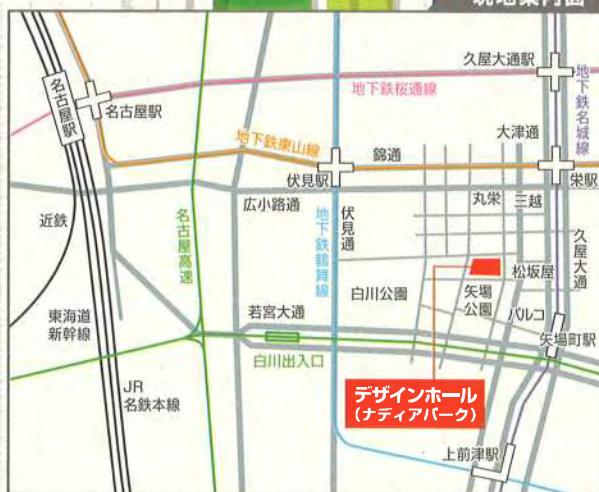 現地案内図
久屋大通駅
地下鉄名城線
名古屋駅
名古屋駅
地下鉄桜通線
大津通
地下鉄東山線
錦通
伏見駅
栄駅
広小路通
丸栄
三越
近鉄
名古屋高速
地下鉄鶴舞線
伏見通
久屋大通
松坂屋
白川公園
矢場
公園
パルコ
東海道
新幹線
若宮大通
矢場町駅
白川出入口
JR
名鉄本線
デザインホール
(ナディアパーク)
上前津駅